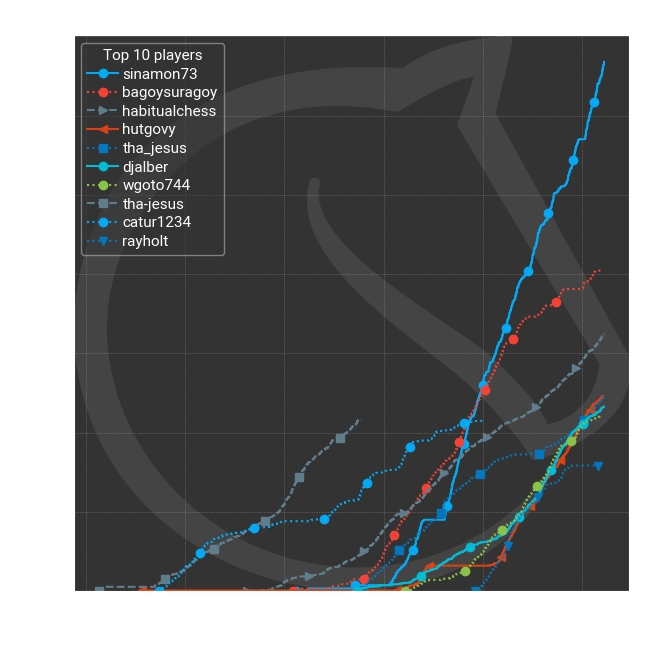 Top 10 players
sinamon73
bagoysuragoy
habitualchess
hutgovy
tha_jesus
djalber
wgoto744
tha-jesus
catur1234
rayholt